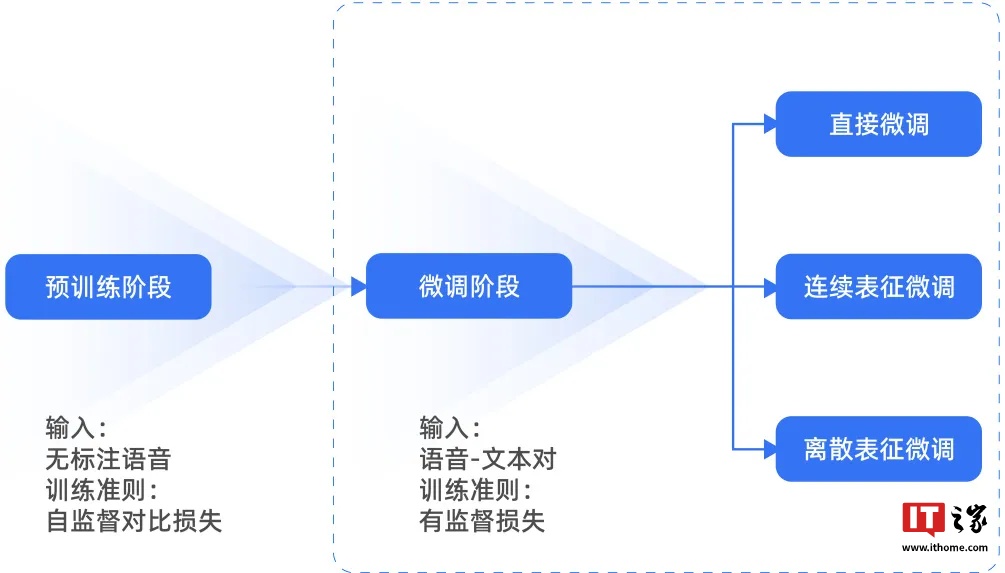 直接微调
预训练阶段
微调阶段
连续表征微调
离散表征微调
输入：
无标注语音
训练准则：
自监督对比损失
输入：
语音-文本对
训练准则：
有监督损失
IT之家
www.ithome.com